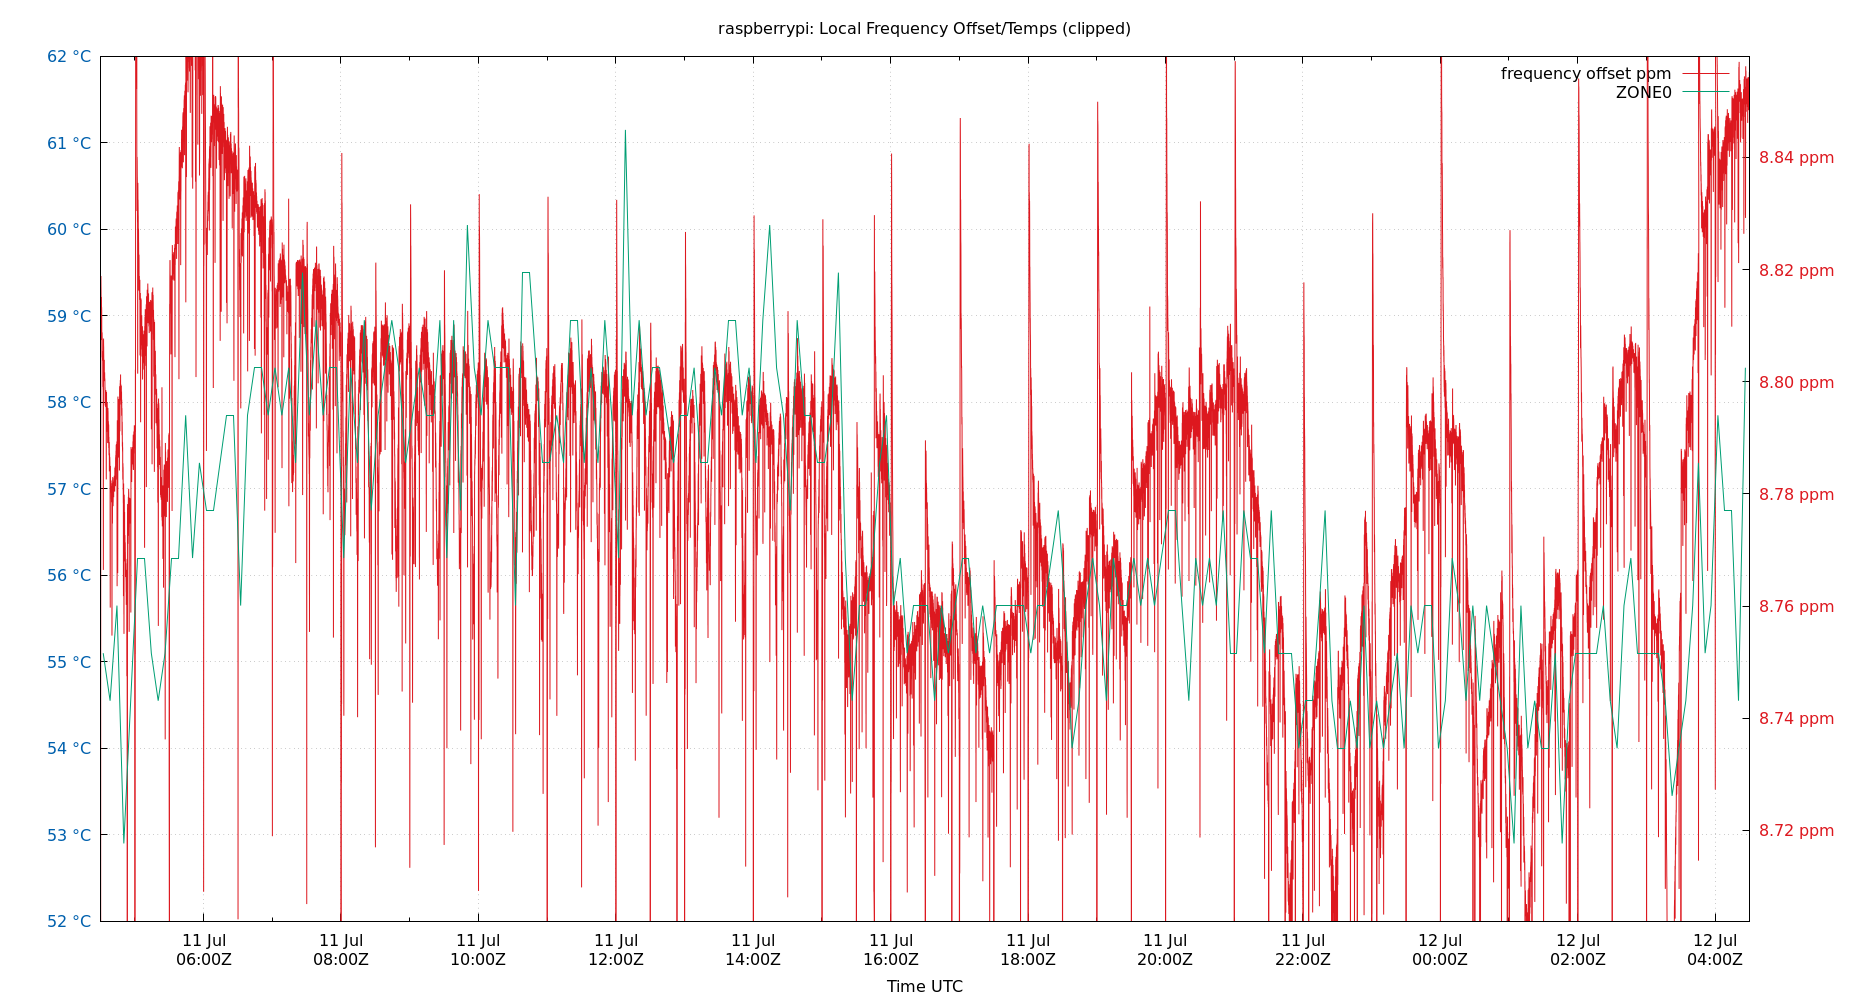 raspberrypi: Local Frequency Offset/Temps (clipped)
62 °C
61 °C
60 °C
59 °C
58 °C
57 °C
56 °C
55 °C
54 °C
53 °C
52 °C
frequency offset ppm
ZONE0
8.84 ppm
8.82 ppm
8.80 ppm
8.78 ppm
8.76 ppm
8.74 ppm
8.72 ppm
11 Jul 11 Jul 11 Jul 11 Jul 11 Jul 11 Jul 11 Jul 11 Jul 11 Jul 12 Jul 12 Jul 12 Jul
06:00Z 08:00Z 10:00Z 12:00Z 14:00Z 16:00Z 18:00Z 20:00Z 22:00Z 00:00Z 02:00Z 04:00Z
Time UTC